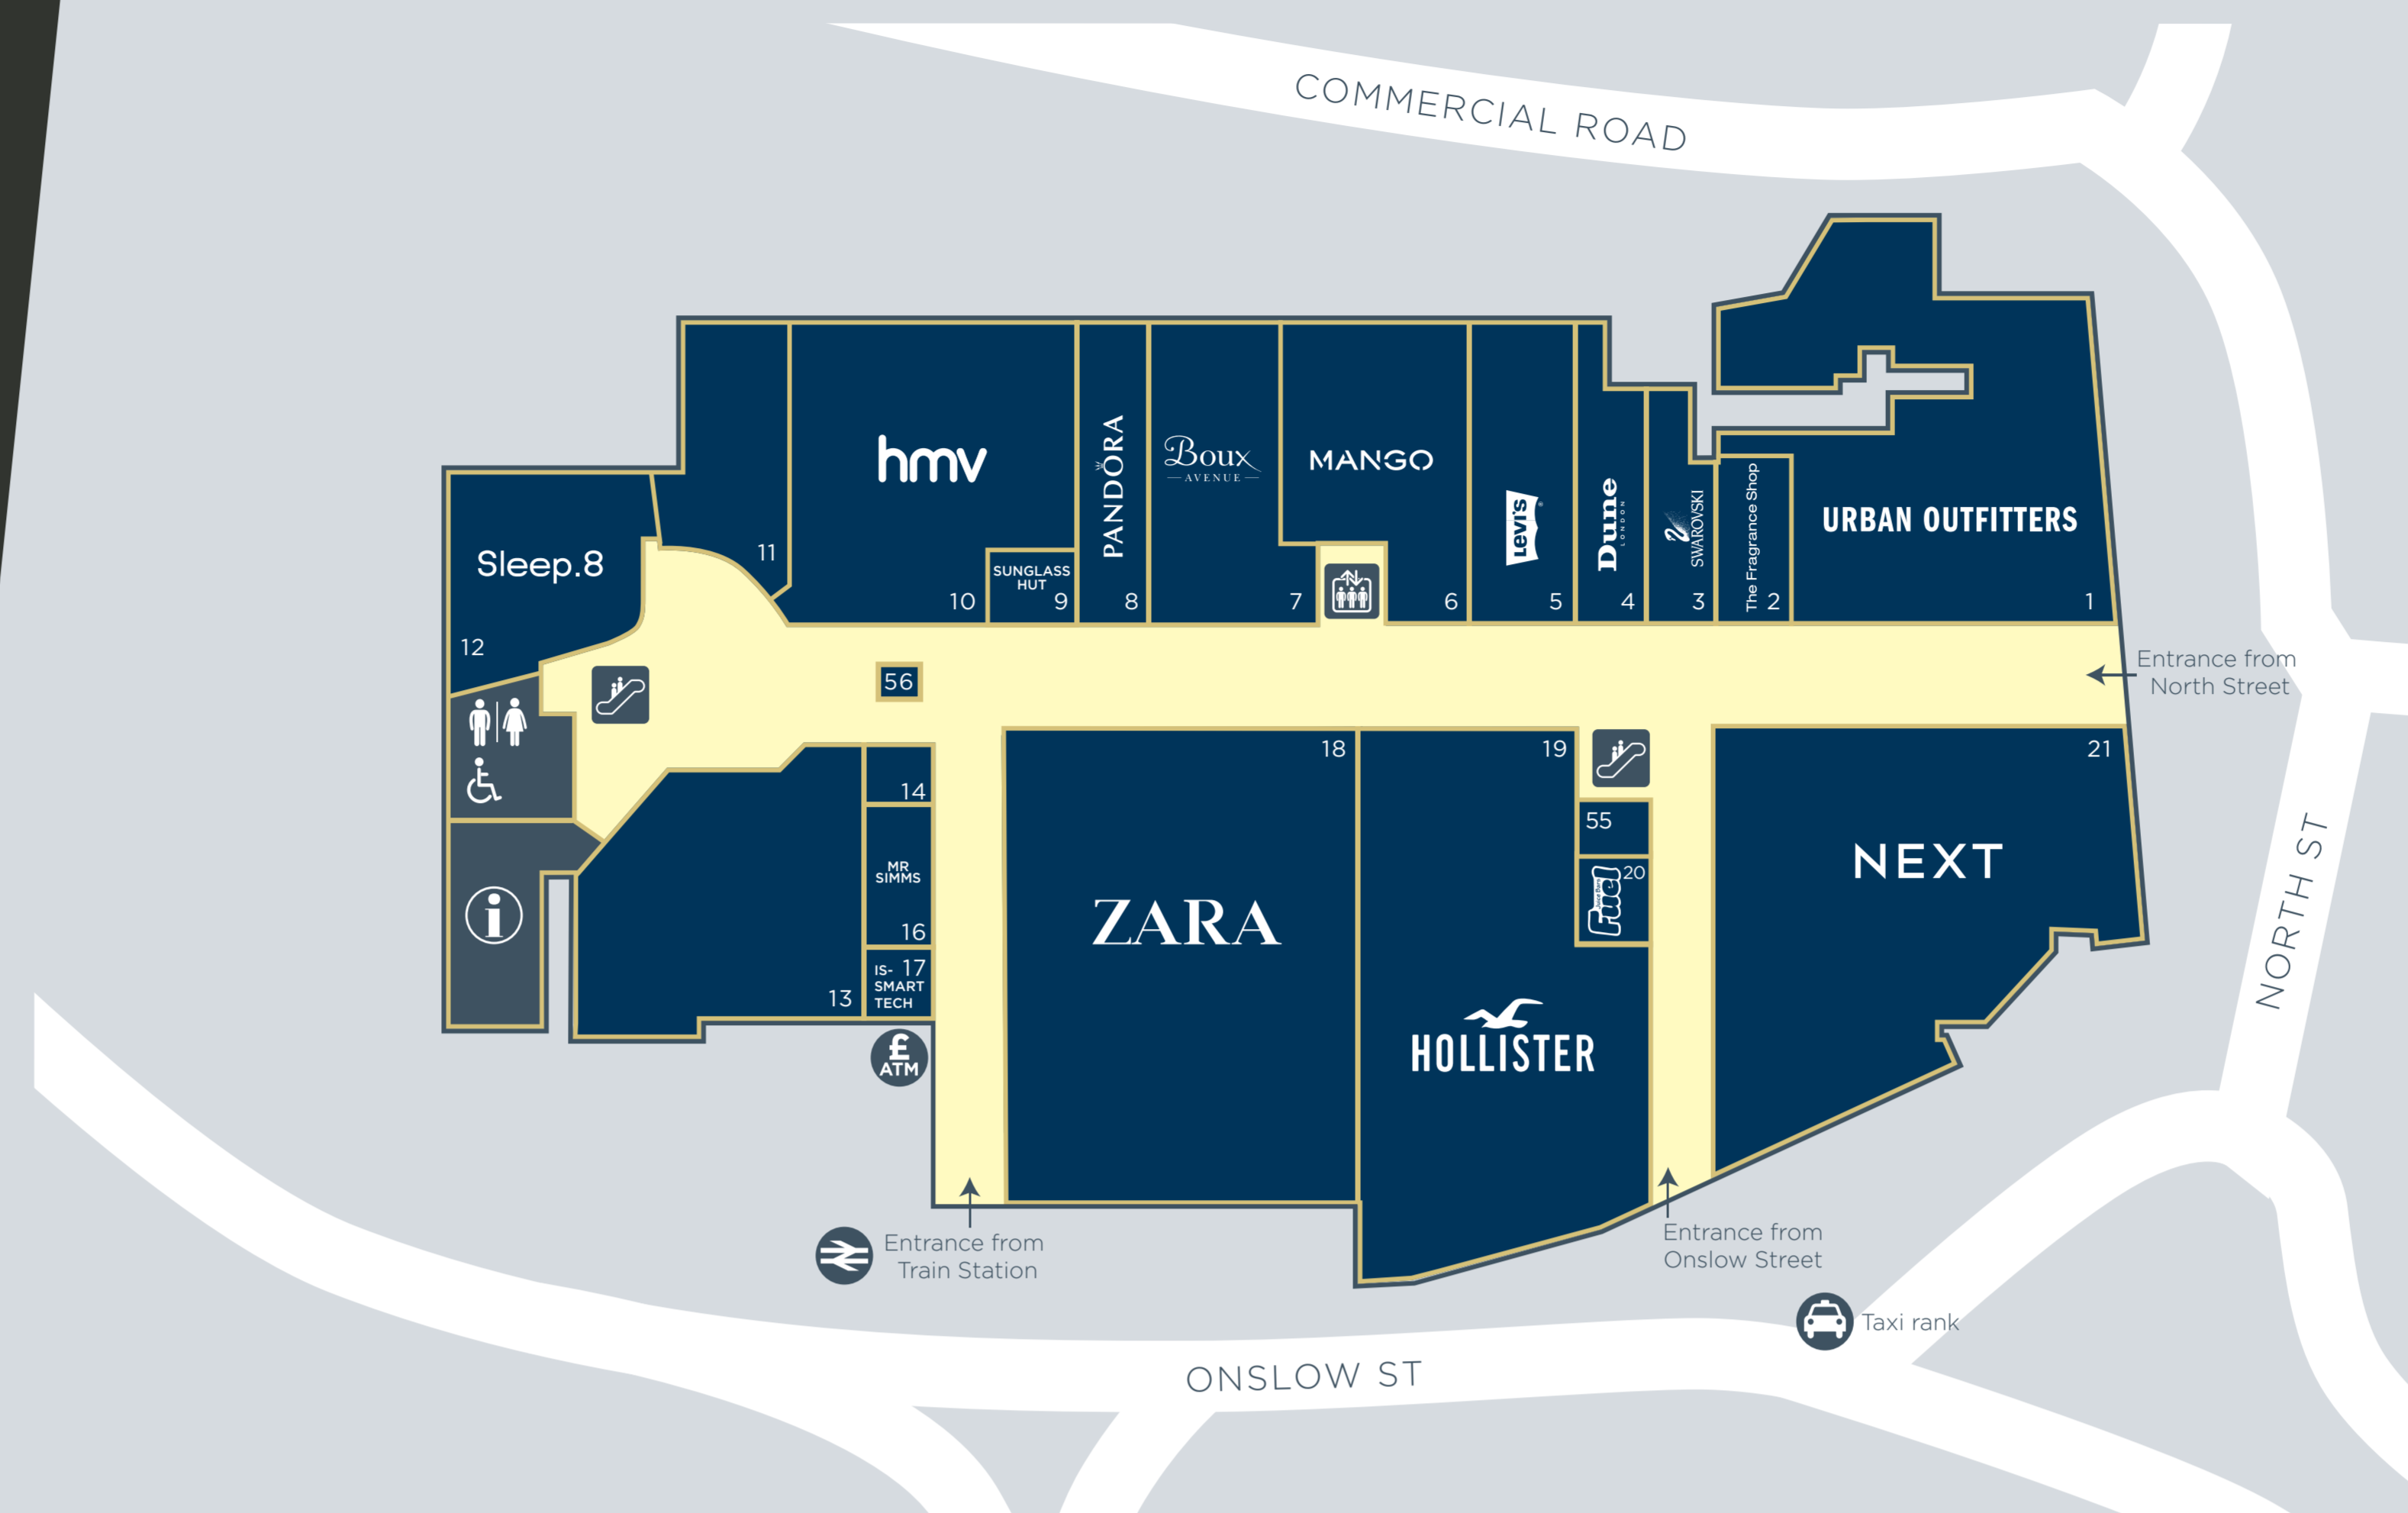 COMMERCIAL ROAD
hmv
PANDORA
Boux
AVENUE
MANGO
LEVI'S
®
Dune
LONDON
SWAROVSKI
The Fragrance Shop
URBAN OUTFITTERS
Sleep.8
SUNGLASS
HUT
11
10
9
8
7
6
5
4
3
2
1
12
56
Entrance from
North Street
14
MR
SIMMS
16
IS- 17
SMART
TECH
13
£
ATM
18
ZARA
19
HOLLISTER
55
20
Fuel
Juice Bars
21
NEXT
NORTH ST
i
Entrance from
Train Station
Entrance from
Onslow Street
Taxi rank
ONSLOW ST